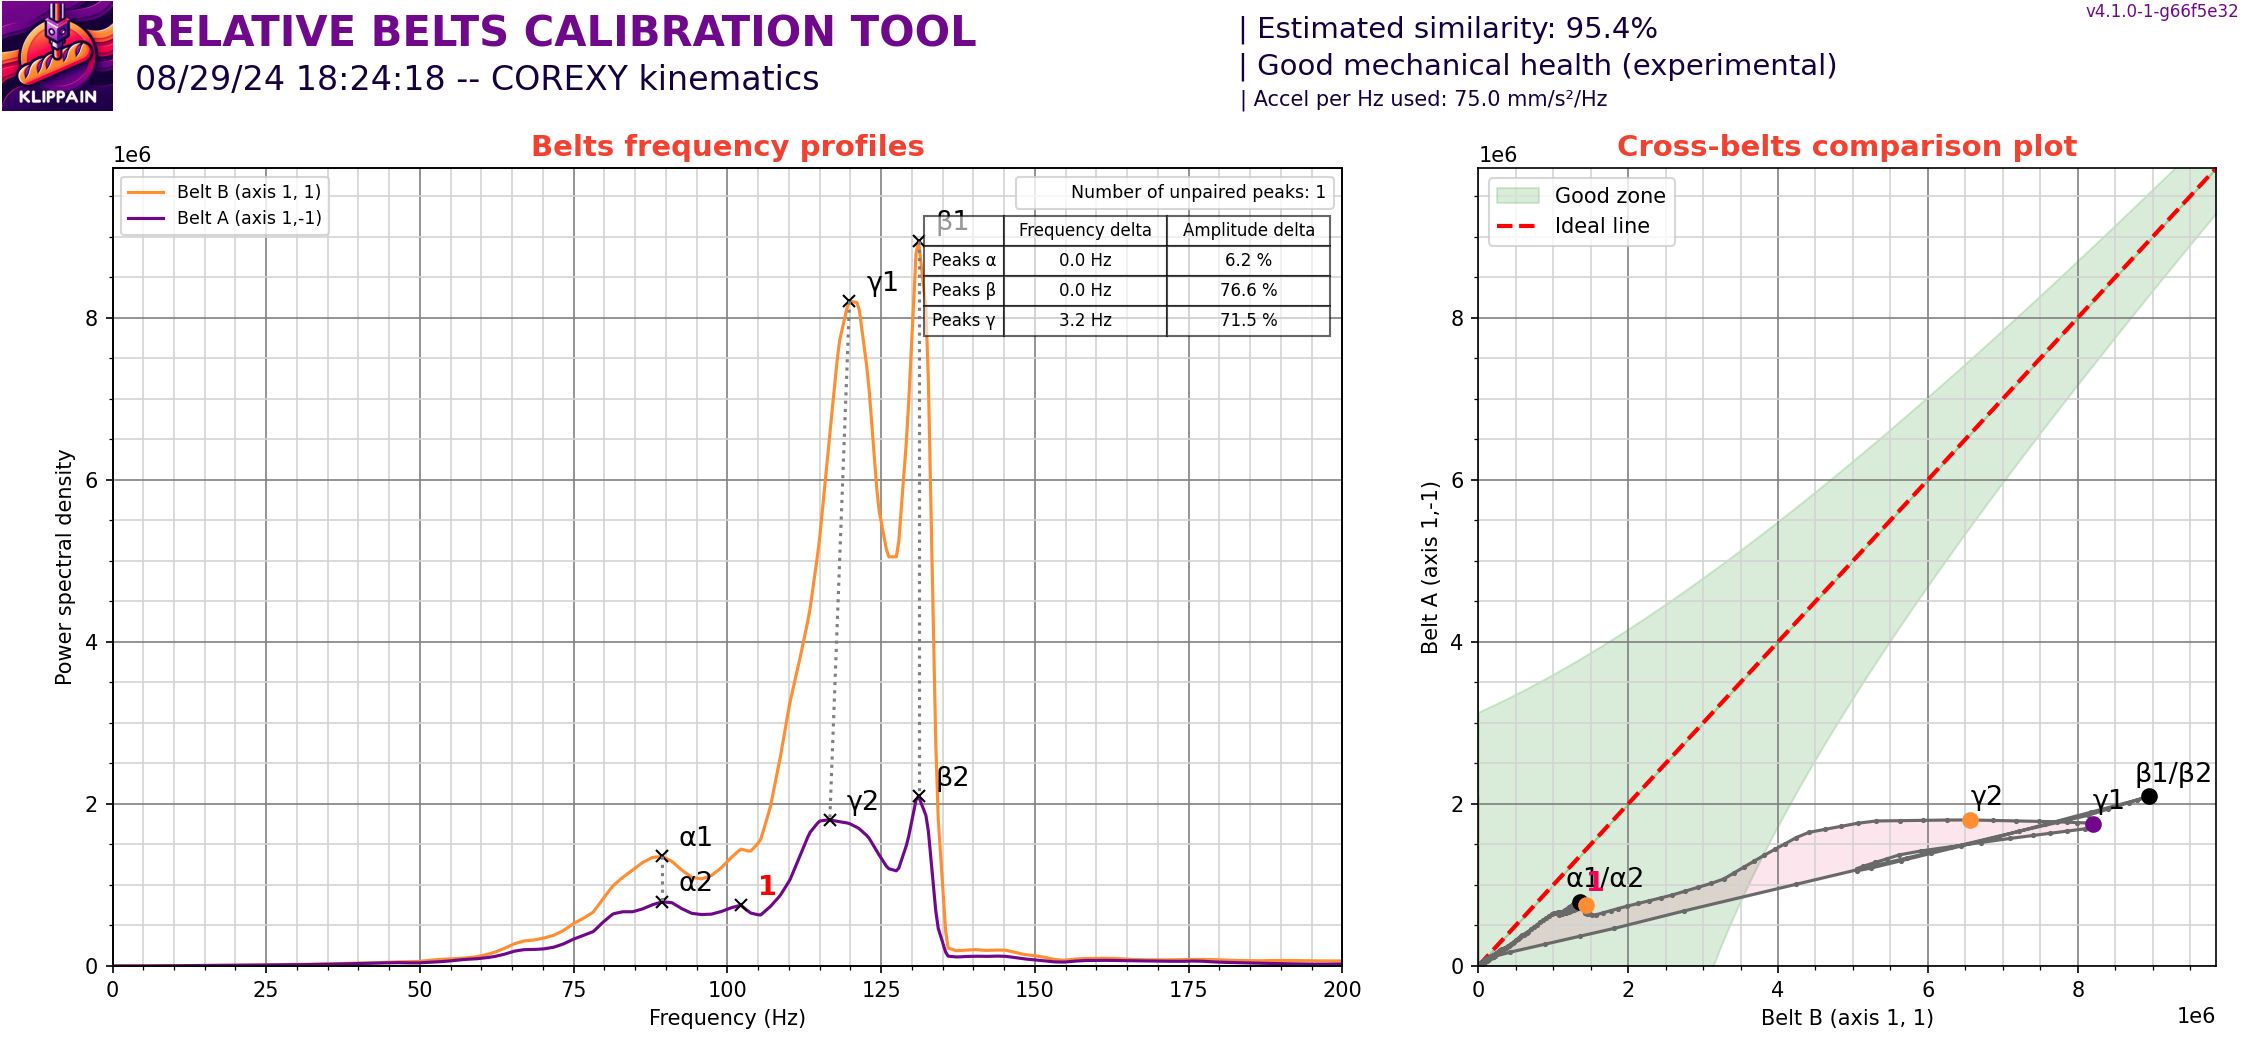 KLIPPAIN
RELATIVE BELTS CALIBRATION TOOL
08/29/24 18:24:18 -- COREXY kinematics
| Estimated similarity: 95.4%
| Good mechanical health (experimental)
| Accel per Hz used: 75.0 mm/s²/Hz
v4.1.0-1-g66f5e32
Belts frequency profiles
1e6
Belt B (axis 1, 1)
Belt A (axis 1,-1)
Number of unpaired peaks: 1
Frequency delta Amplitude delta
Peaks α 0.0 Hz 6.2 %
Peaks β 0.0 Hz 76.6 %
Peaks γ 3.2 Hz 71.5 %
β1
γ1
β2
γ2
α1
α2
1
8
6
4
2
0
Power spectral density
0 25 50 75 100 125 150 175 200
Frequency (Hz)
Cross-belts comparison plot
1e6
Good zone
Ideal line
β1/β2
γ2
γ1
α1/α2
1
8
6
4
2
0
Belt A (axis 1,-1)
0 2 4 6 8
Belt B (axis 1, 1)
1e6